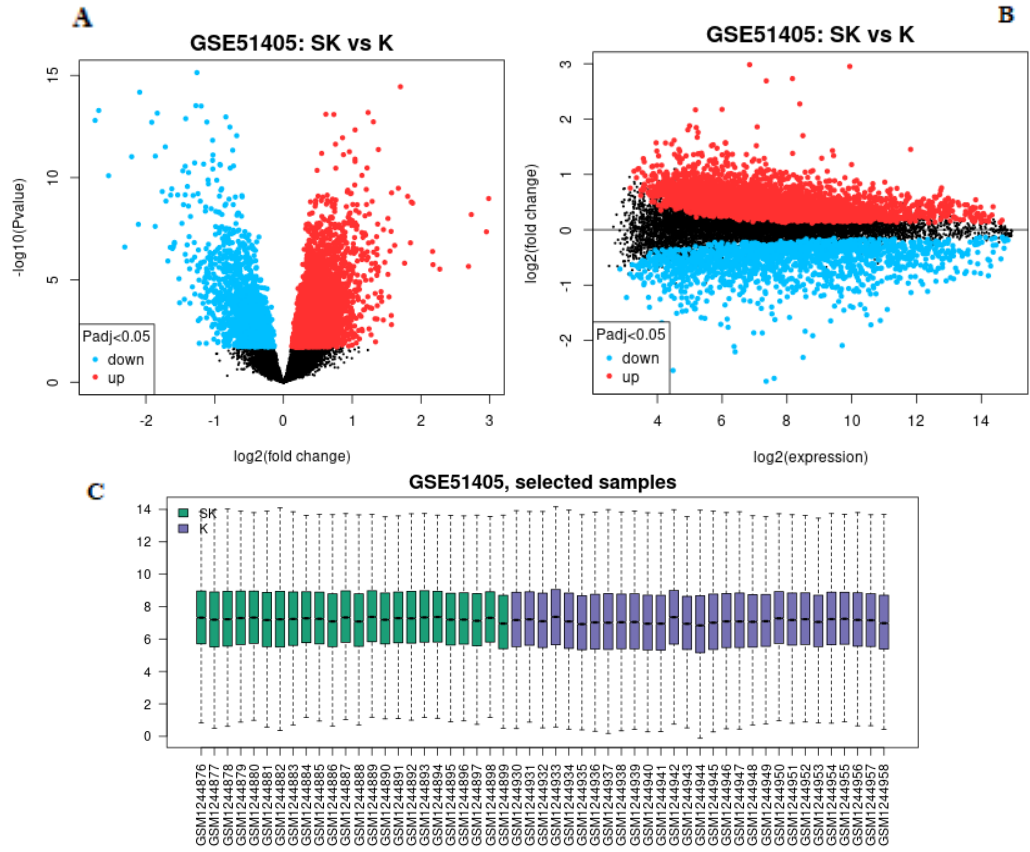 A
GSE51405: SK vs K
-log10(Pvalue)
15
10
5
0
Padj<0.05
down
up
-2
-1
0
1
2
3
log2(fold change)
B
GSE51405: SK vs K
log2(fold change)
3
2
1
0
-1
-2
Padj<0.05
down
up
4
6
8
10
12
14
log2(expression)
C
GSE51405, selected samples
SK
K
14
12
10
8
6
4
2
0
GSM1244876
GSM1244877
GSM1244878
GSM1244879
GSM1244880
GSM1244881
GSM1244882
GSM1244883
GSM1244884
GSM1244885
GSM1244886
GSM1244887
GSM1244888
GSM1244889
GSM1244890
GSM1244891
GSM1244892
GSM1244893
GSM1244894
GSM1244895
GSM1244896
GSM1244897
GSM1244898
GSM1244899
GSM1244930
GSM1244931
GSM1244932
GSM1244933
GSM1244934
GSM1244935
GSM1244936
GSM1244937
GSM1244938
GSM1244939
GSM1244940
GSM1244941
GSM1244942
GSM1244943
GSM1244944
GSM1244945
GSM1244946
GSM1244947
GSM1244948
GSM1244949
GSM1244950
GSM1244951
GSM1244952
GSM1244953
GSM1244954
GSM1244955
GSM1244956
GSM1244957
GSM1244958